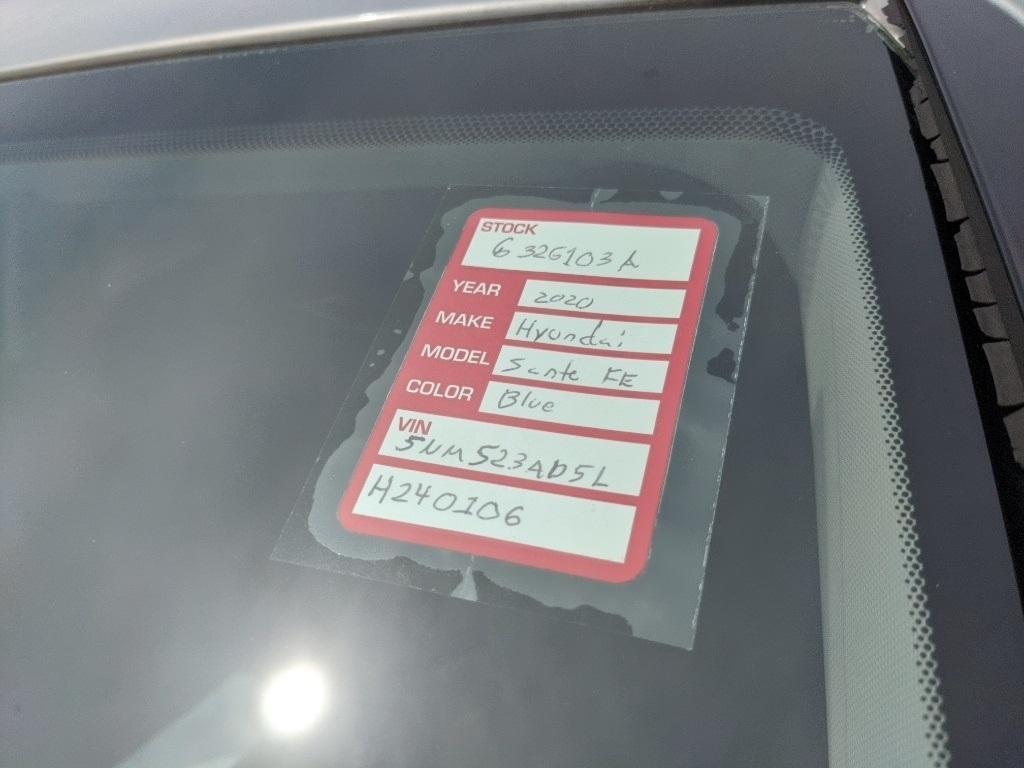 STOCK
632G103A
YEAR 2020
MAKE Hyundai
MODEL Sante FE
COLOR Blue
VIN
5NMS23AD5L
H240106